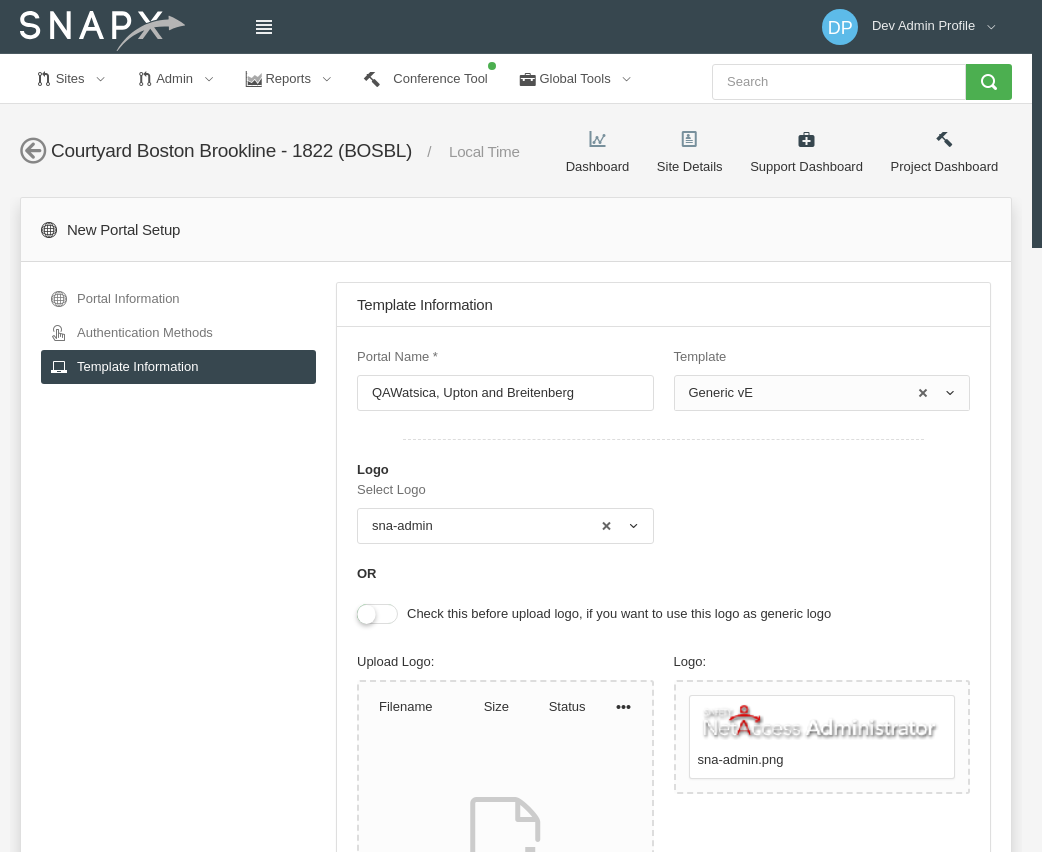 SNAPX
DP
Dev Admin Profile
Sites
Admin
Reports
Conference Tool
Global Tools
Search
Courtyard Boston Brookline - 1822 (BOSBL)
/
Local Time
Dashboard
Site Details
Support Dashboard
Project Dashboard
New Portal Setup
Portal Information
Authentication Methods
Template Information
Template Information
Portal Name *
Template
QAWatsica, Upton and Breitenberg
Generic vE
Logo
Select Logo
sna-admin
OR
Check this before upload logo, if you want to use this logo as generic logo
Upload Logo:
Logo:
Filename
Size
Status
NetAccess Administrator
sna-admin.png